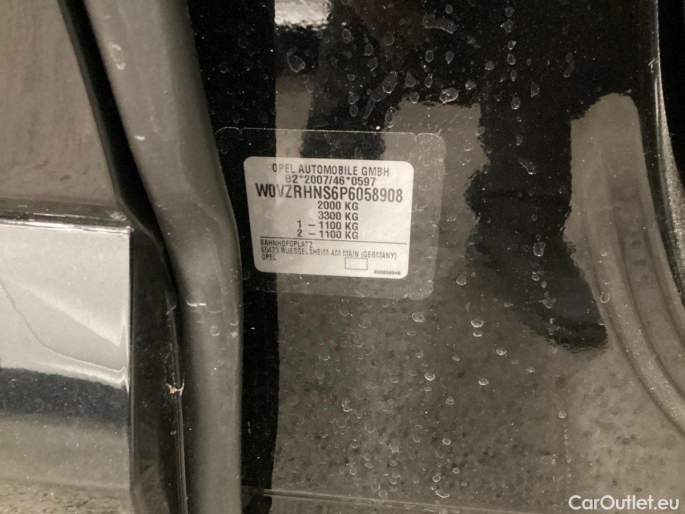 OPEL AUTOMOBILE GMBH
e2*2007/46*0597
W0VZRHNS6P6058908
2000 KG
3300 KG
1 – 1100 KG
2 – 1100 KG
BAHNHOFSPLATZ
65423 RUESSELSHEIM AM MAIN (GERMANY)
OPEL
CarOutlet.eu